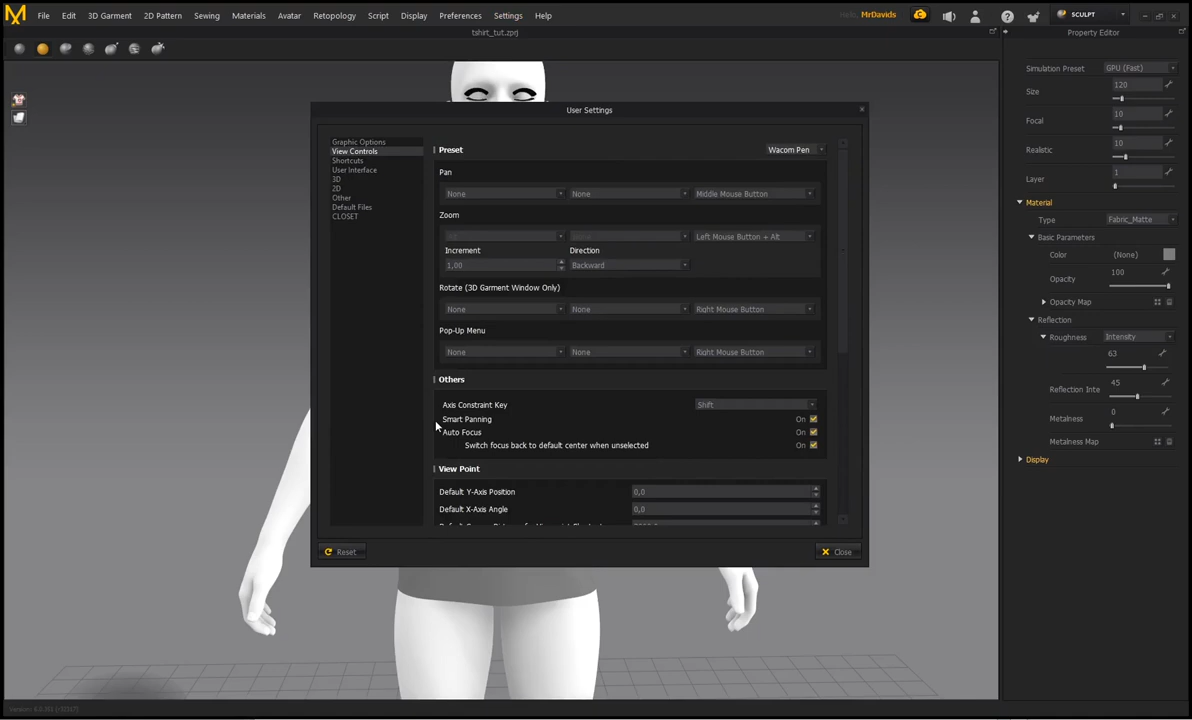 File Edit 3D Garment 2D Pattern Sewing Materials Avatar Retopology Script Display Preferences Settings Help
Hello, MrDavids
SCULPT
tshirt_tut.zprj
Property Editor
User Settings
Graphic Options
View Controls
Shortcuts
User Interface
3D
2D
Other
Default Files
CLOSET
Preset Wacom Pen
Pan
None None Middle Mouse Button
Zoom
Left Mouse Button + Alt
Increment Direction
1,00 Backward
Rotate (3D Garment Window Only)
None None Right Mouse Button
Pop-Up Menu
None None Right Mouse Button
Others
Axis Constraint Key Shift
Smart Panning On
Auto Focus On
Switch focus back to default center when unselected On
View Point
Default Y-Axis Position 0,0
Default X-Axis Angle 0,0
Reset Close
Simulation Preset GPU (Fast)
Size 120
Focal 10
Realistic 10
Layer 1
Material
Type Fabric_Matte
Basic Parameters
Color (None)
Opacity 100
Opacity Map
Reflection
Roughness Intensity
63
Reflection Inte 45
Metalness 0
Metalness Map
Display